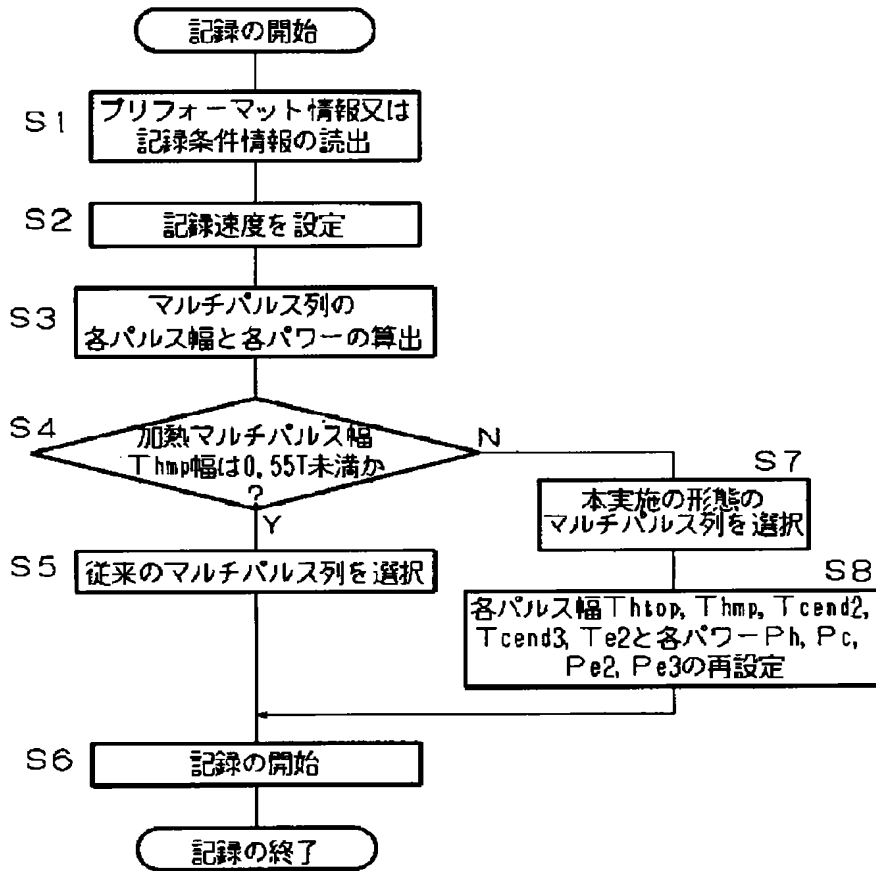 記録の開始
S1
プリフォーマット情報又は
記録条件情報の読出
S2
記録速度を設定
S3
マルチパルス列の
各パルス幅と各パワーの算出
S4
加熱マルチパルス幅
Thmp幅は0.55T未満か
?
N
Y
S5
従来のマルチパルス列を選択
S7
本実施の形態の
マルチパルス列を選択
S8
各パルス幅Thtop, Thmp, Tcend2,
Tcend3, Te2と各パワーPh, Pc,
Pe2, Pe3の再設定
S6
記録の開始
記録の終了